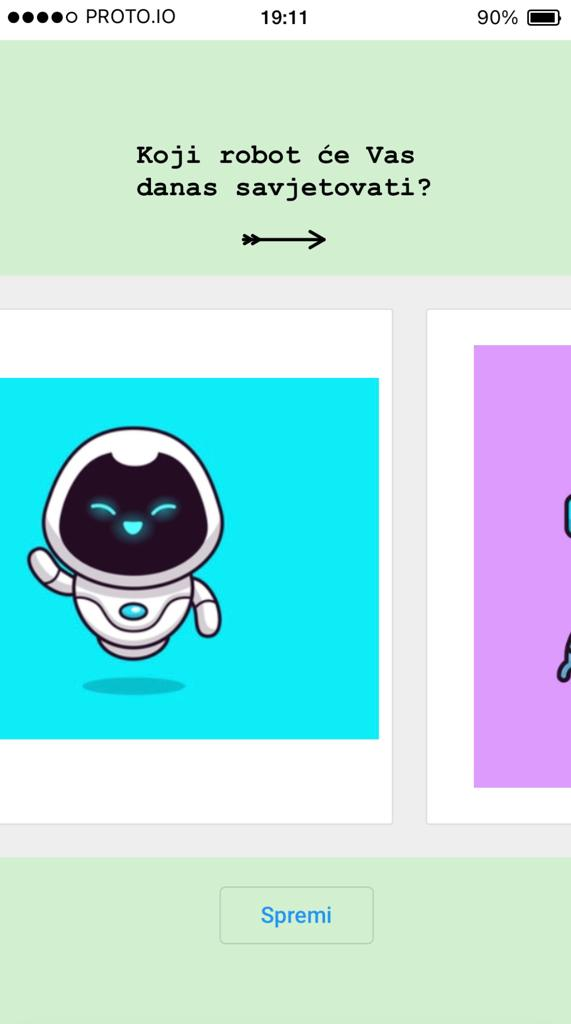 PROTO.IO 19:11 90%
Koji robot će Vas
danas savjetovati?
Spremi